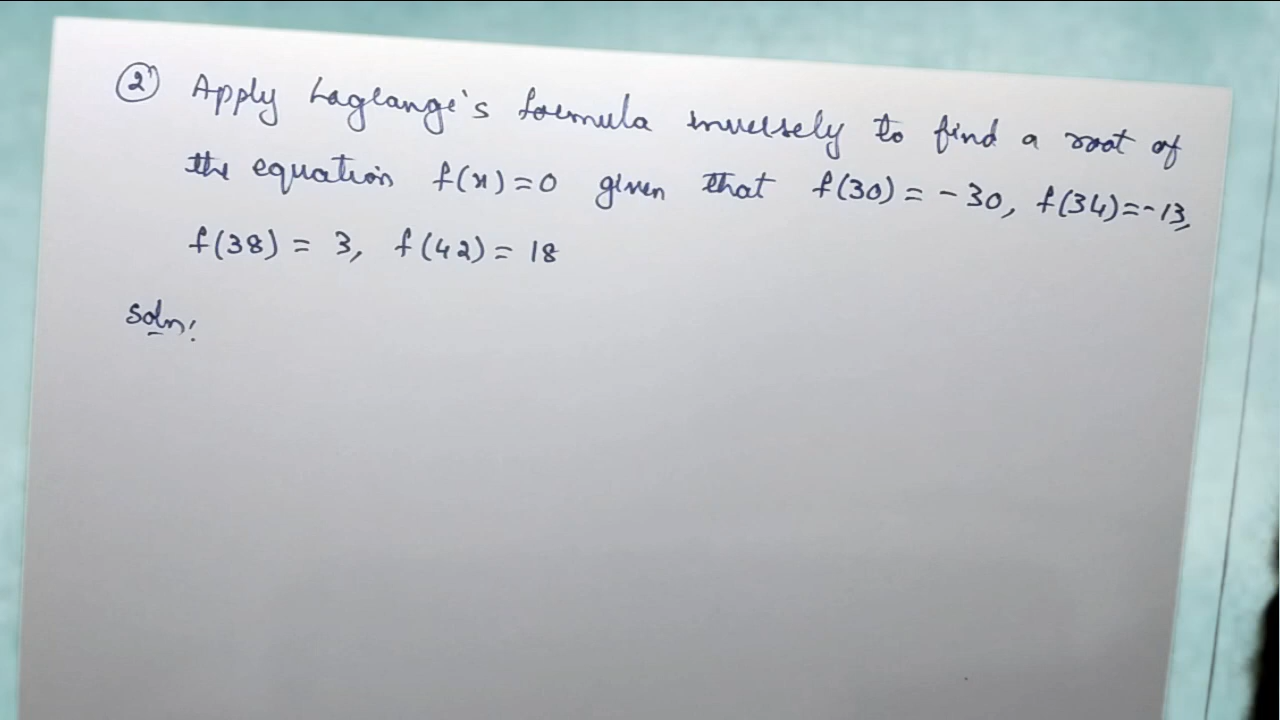 ② Apply Laglange's formula inversely to find a root of
the equation f(x)=0 given that f(30) = -30, f(34)=-13,
f(38) = 3, f(42) = 18
Soln: